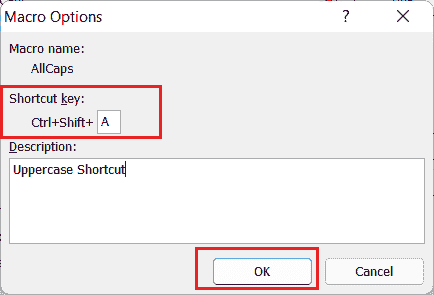 Macro Options
?
Macro name:
AllCaps
Shortcut key:
Ctrl+Shift+ A
Description:
Uppercase Shortcut
OK Cancel